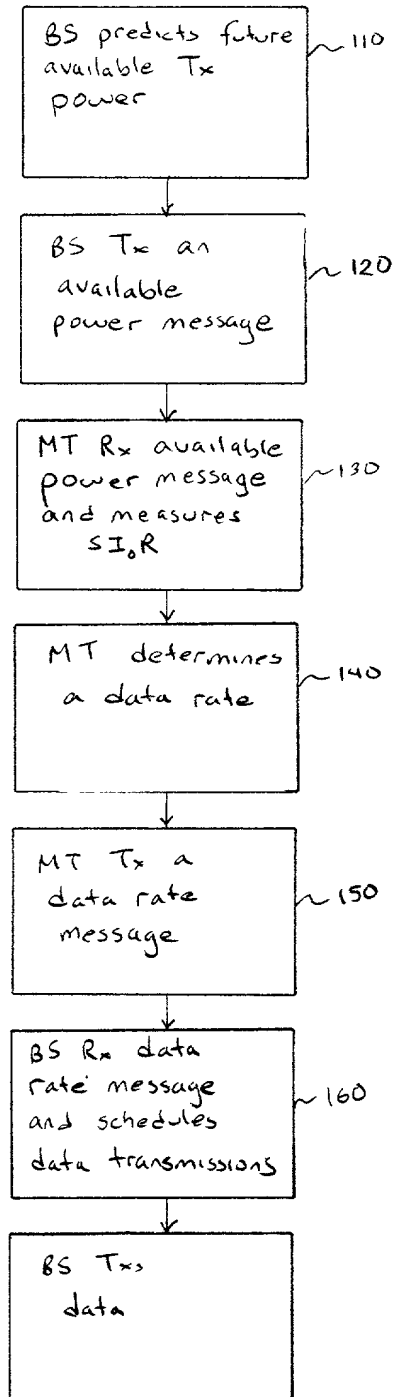 BS predicts future
available Tx
power
110
BS Tx an
available
power message
120
MT Rx available
power message
and measures
SI₀R
130
MT determines
a data rate
140
MT Tx a
data rate
message
150
BS Rx data
rate message
and schedules
data transmissions
160
BS Txs
data